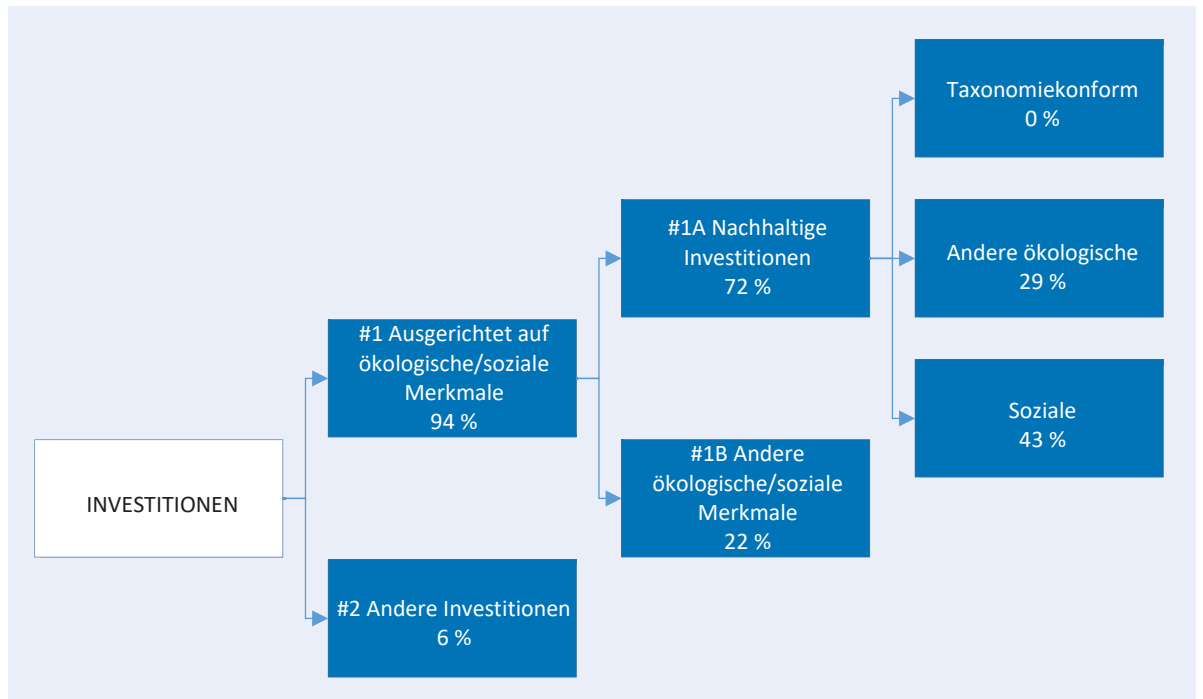 INVESTITIONEN
#1 Ausgerichtet auf
ökologische/soziale
Merkmale
94 %
#2 Andere Investitionen
6 %
#1A Nachhaltige
Investitionen
72 %
#1B Andere
ökologische/soziale
Merkmale
22 %
Taxonomiekonform
0 %
Andere ökologische
29 %
Soziale
43 %